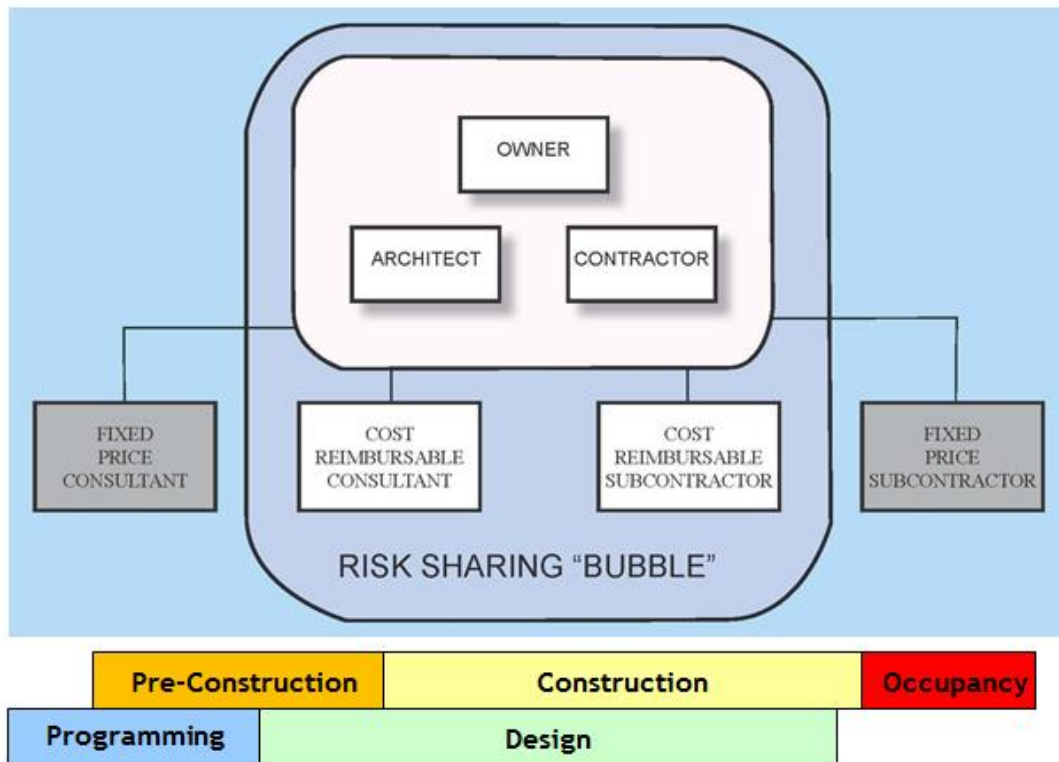 OWNER
ARCHITECT
CONTRACTOR
FIXED
PRICE
CONSULTANT
COST
REIMBURSABLE
CONSULTANT
COST
REIMBURSABLE
SUBCONTRACTOR
FIXED
PRICE
SUBCONTRACTOR
RISK SHARING “BUBBLE”
Pre-Construction
Construction
Occupancy
Programming
Design